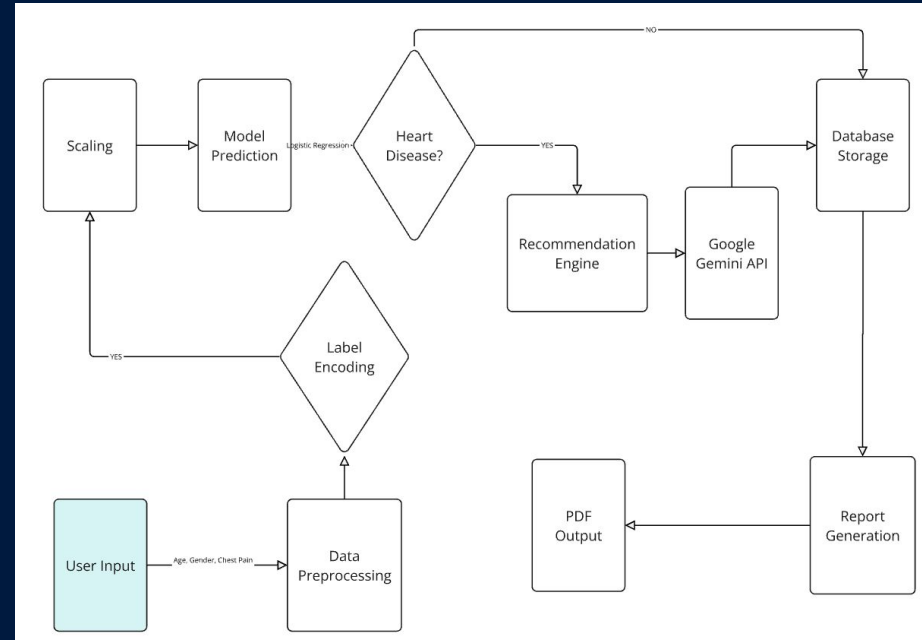 NO
Scaling
Model
Prediction
Logistic Regression
Heart
Disease?
YES
Database
Storage
Recommendation
Engine
Google
Gemini API
Label
Encoding
YES
User Input
Age, Gender, Chest Pain
Data
Preprocessing
PDF
Output
Report
Generation